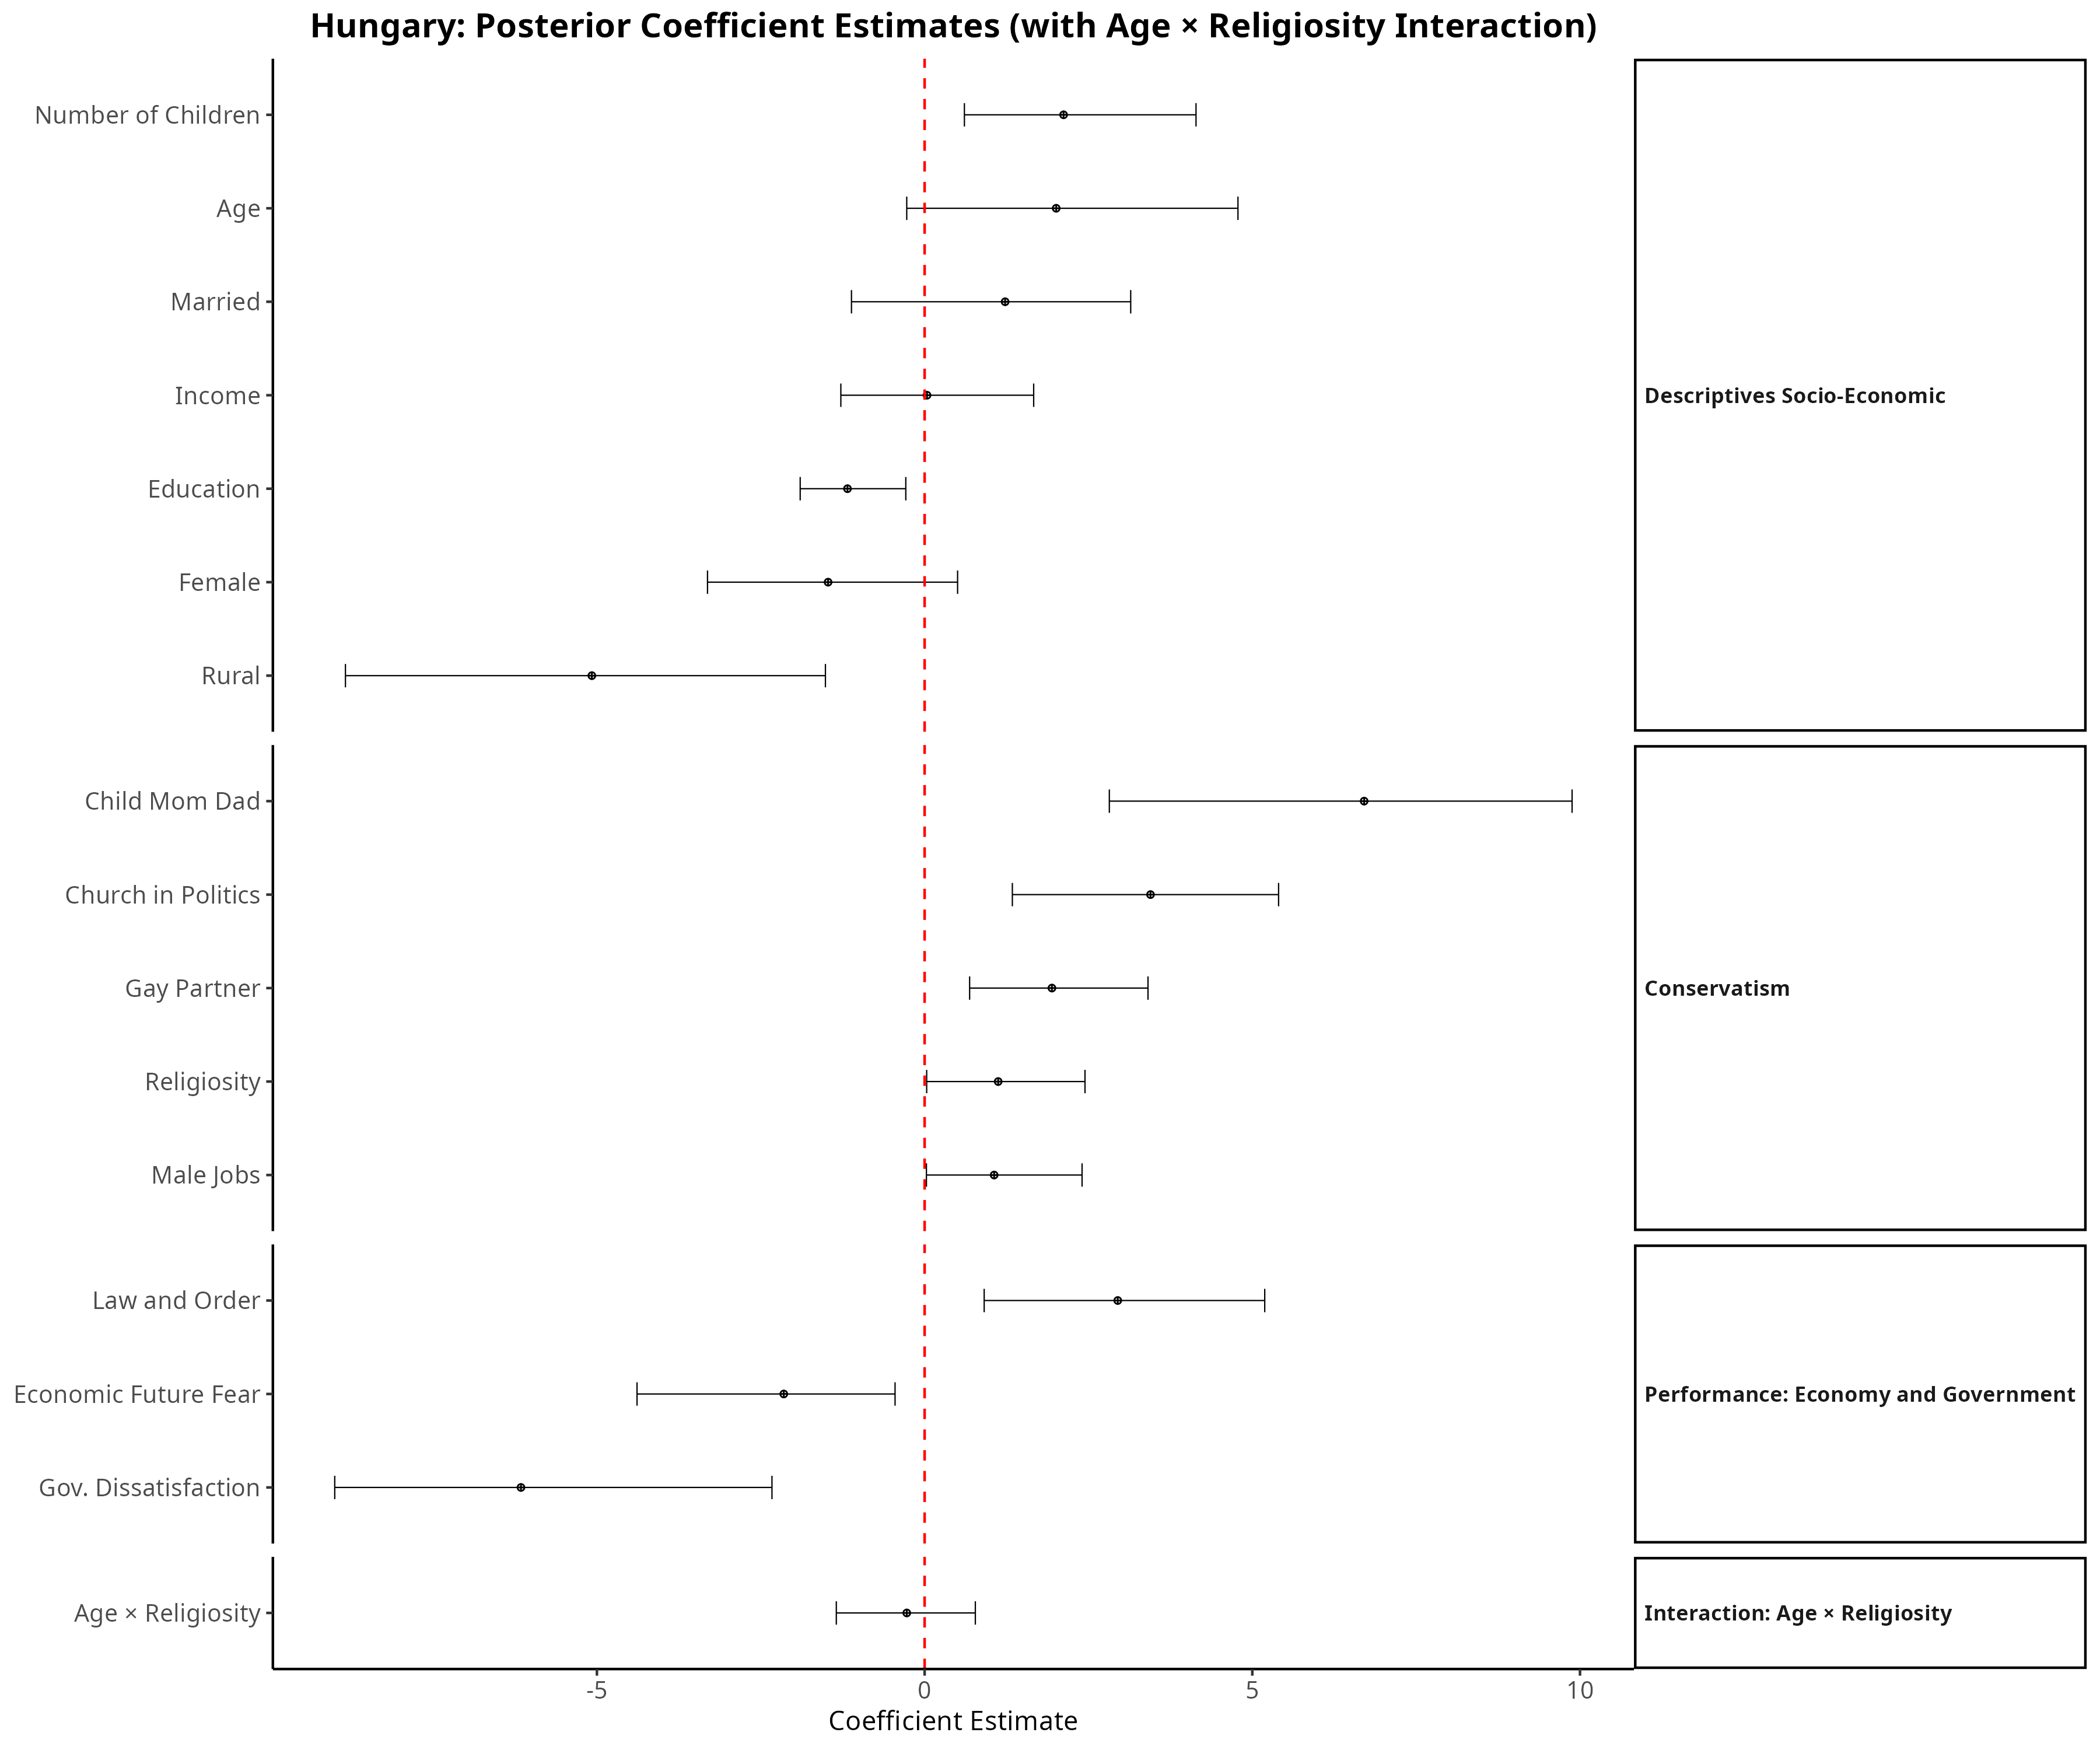 Hungary: Posterior Coefficient Estimates (with Age × Religiosity Interaction)
Number of Children
Age
Married
Income
Education
Female
Rural
Descriptives Socio-Economic
Child Mom Dad
Church in Politics
Gay Partner
Religiosity
Male Jobs
Conservatism
Law and Order
Economic Future Fear
Gov. Dissatisfaction
Performance: Economy and Government
Age × Religiosity
Interaction: Age × Religiosity
-5 0 5 10
Coefficient Estimate